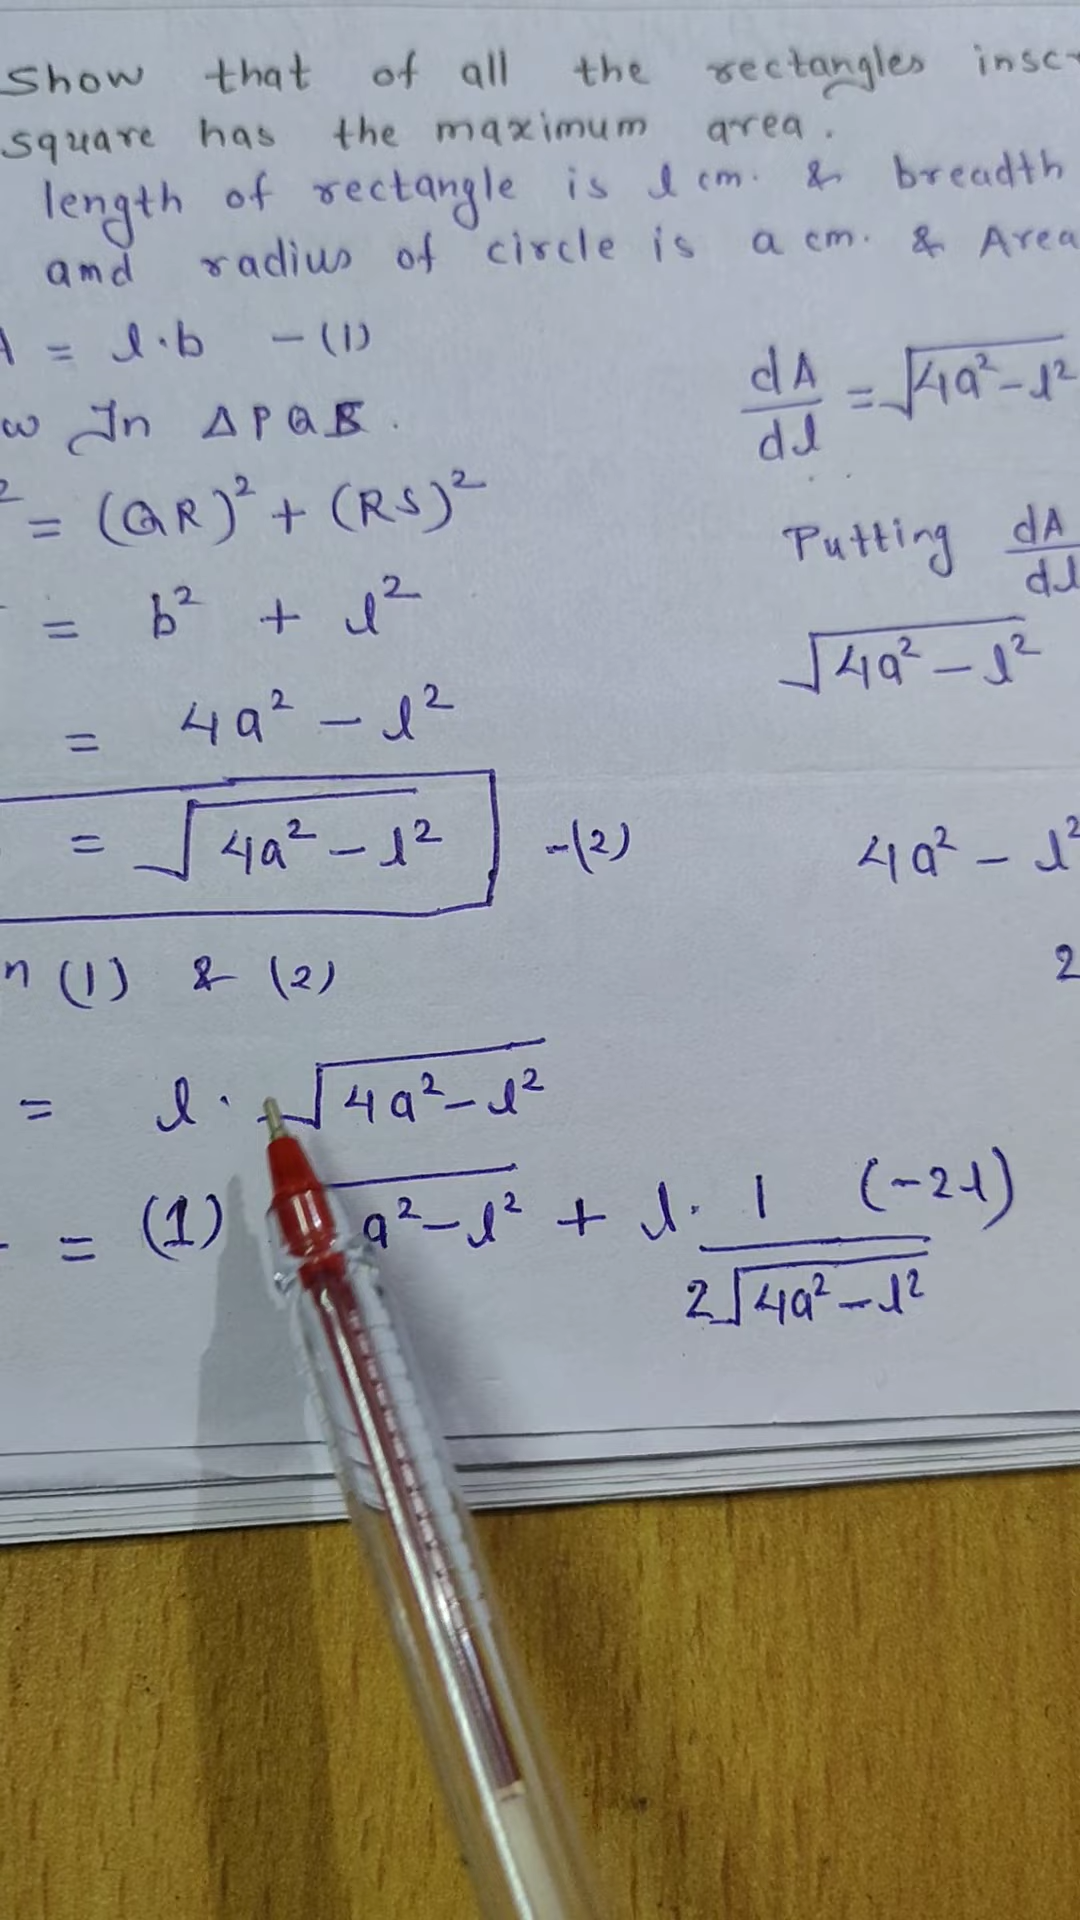 Show that of all the rectangles insc
square has the maximum area.
length of rectangle is l cm. & breadth
and radius of circle is a cm. & Area
A = l·b -(1)
w In ΔPQR.
2 = (QR)² + (RS)²
= b² + l²
= 4a² - l²
= √4a² - l² -(2)
n (1) & (2)
= l· √4a² - l²
= (1) a² - l² + l· 1 (-2l)
2√4a² - l²
dA/dl = √4a² - l²
Putting dA/dl
√4a² - l²
4a² - l²
2